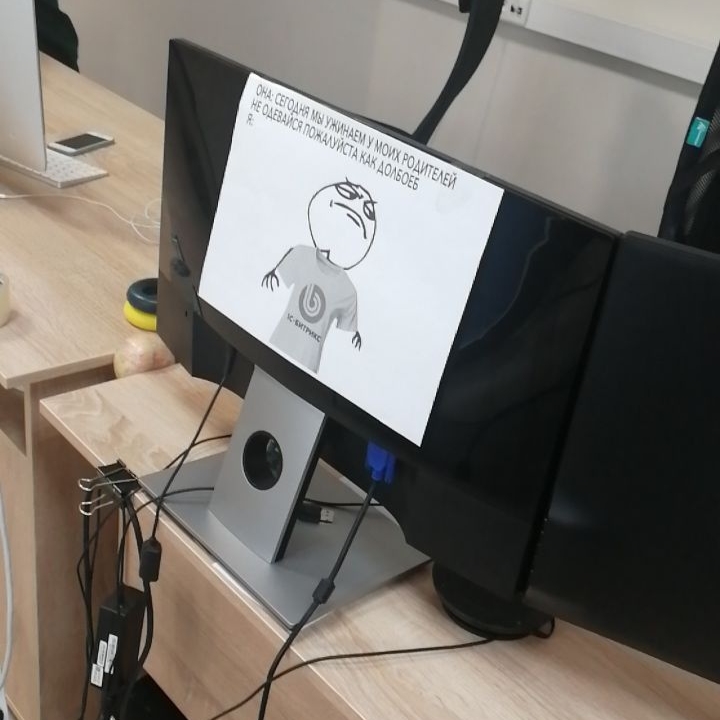 ОНА: СЕГОДНЯ МЫ УЖИНАЕМ У МОИХ РОДИТЕЛЕЙ
НЕ ОДЕВАЙСЯ ПОЖАЛУЙСТА КАК ДОЛБОЕБ
Я:
1С-БИТРИКС